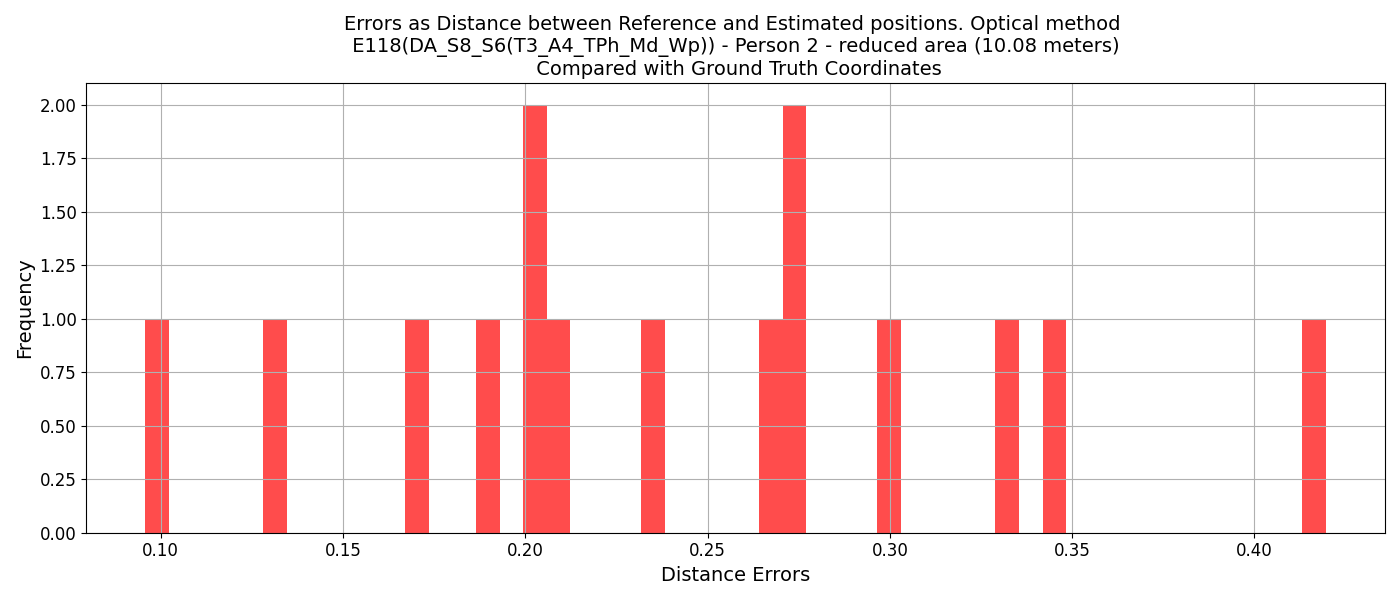 Errors as Distance between Reference and Estimated positions. Optical method
E118(DA_S8_S6(T3_A4_TPh_Md_Wp)) - Person 2 - reduced area (10.08 meters)
Compared with Ground Truth Coordinates
Frequency
2.00
1.75
1.50
1.25
1.00
0.75
0.50
0.25
0.00
0.10 0.15 0.20 0.25 0.30 0.35 0.40
Distance Errors